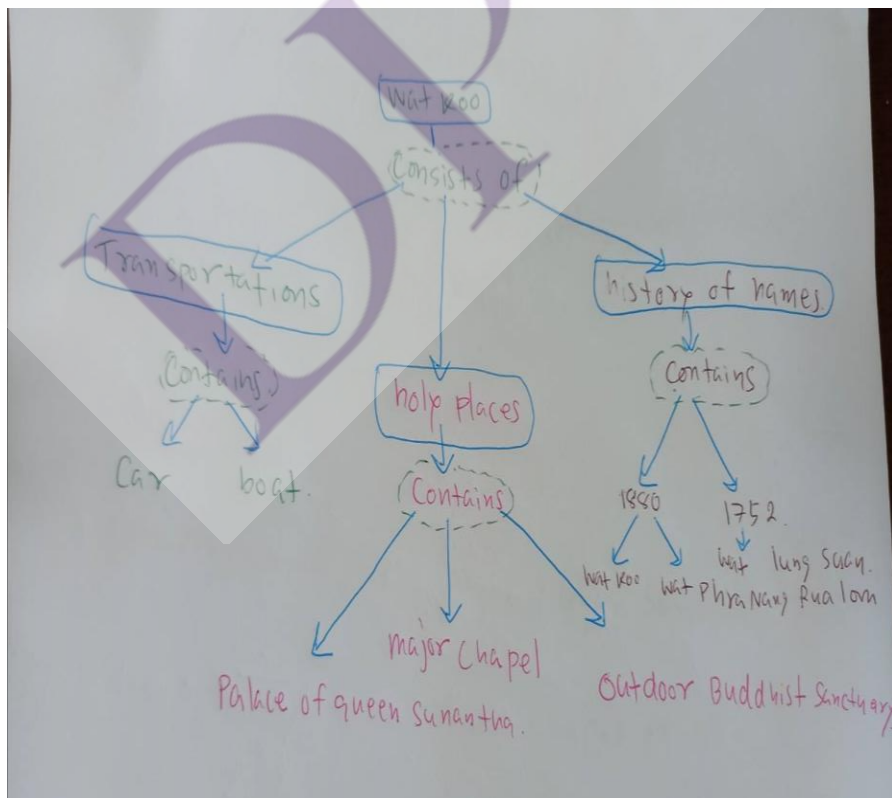 Wat Koo
Consists of
Transportations
history of names.
Contains
Contains
holy places
Car
boat.
Contains
1880
1752.
Wat Koo
Wat Phra Nang Rua lom
Wat lung Suan.
major Chapel
Palace of queen Sunantha.
Outdoor Buddhist Sanctuary